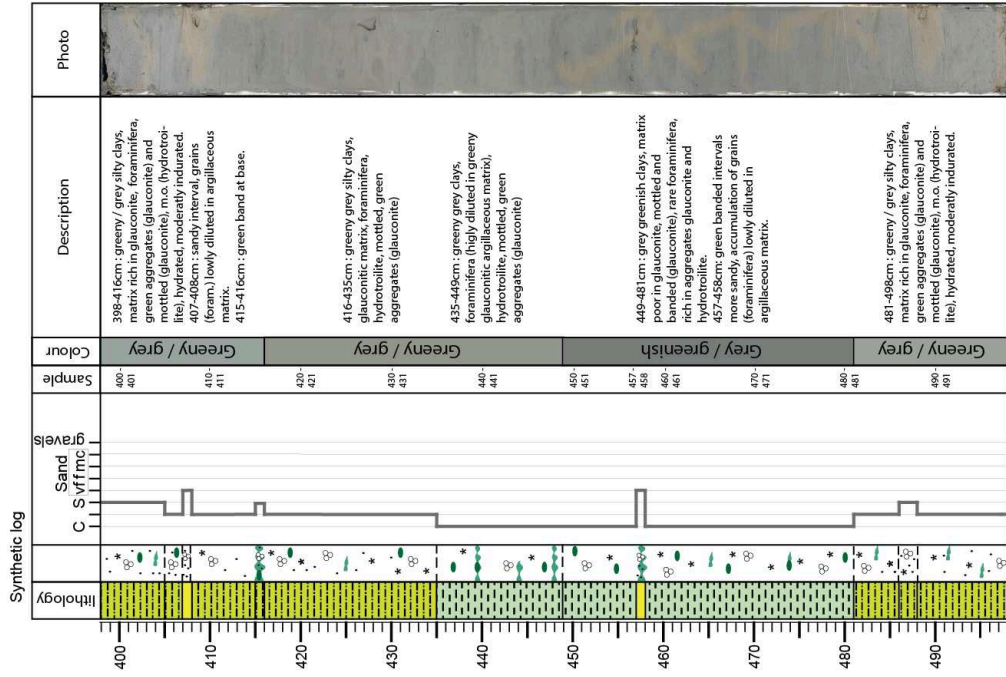 Synthetic log
lithology
C
S
vf
f
m
c
Sand
gravels
Sample
Colour
Description
Photo
400
410
420
430
440
450
460
470
480
490
400-
401
410-
411
420-
421
430-
431
440-
441
450-
451
457-
458
460-
461
470-
471
480-
481
490-
491
Greeny / grey
Greeny / grey
Grey / greenish
Greeny / grey
398-416cm : greeny / grey silty clays,
matrix rich in glauconite, foraminifera,
green aggregates (glauconite) and
mottled (glauconite), m.o. (hydrotroi-
lite), hydrated, moderatly indurated.
407-408cm : sandy interval, grains
(foram.) lowly diluted in argillaceous
matrix.
415-416cm : green band at base.
416-435cm : greeny grey silty clays,
glauconitic matrix, foraminifera,
hydrotroilite, mottled, green
aggregates (glauconite)
435-449cm : greeny grey clays,
foraminifera (higly diluted in greeny
glauconitic argillaceous matrix),
hydrotroilite, mottled, green
aggregates (glauconite)
449-481cm : grey greenish clays, matrix
poor in glauconite, mottled and
banded (glauconite), rare foraminifera,
rich in aggregates glauconite and
hydrotroilite.
457-458cm: green banded intervals
more sandy, accumulation of grains
(foraminifera) lowly diluted in
argillaceous matrix.
481-498cm : greeny / grey silty clays,
matrix rich in glauconite, foraminifera,
green aggregates (glauconite) and
mottled (glauconite), m.o. (hydrotroi-
lite), hydrated, moderatly indurated.